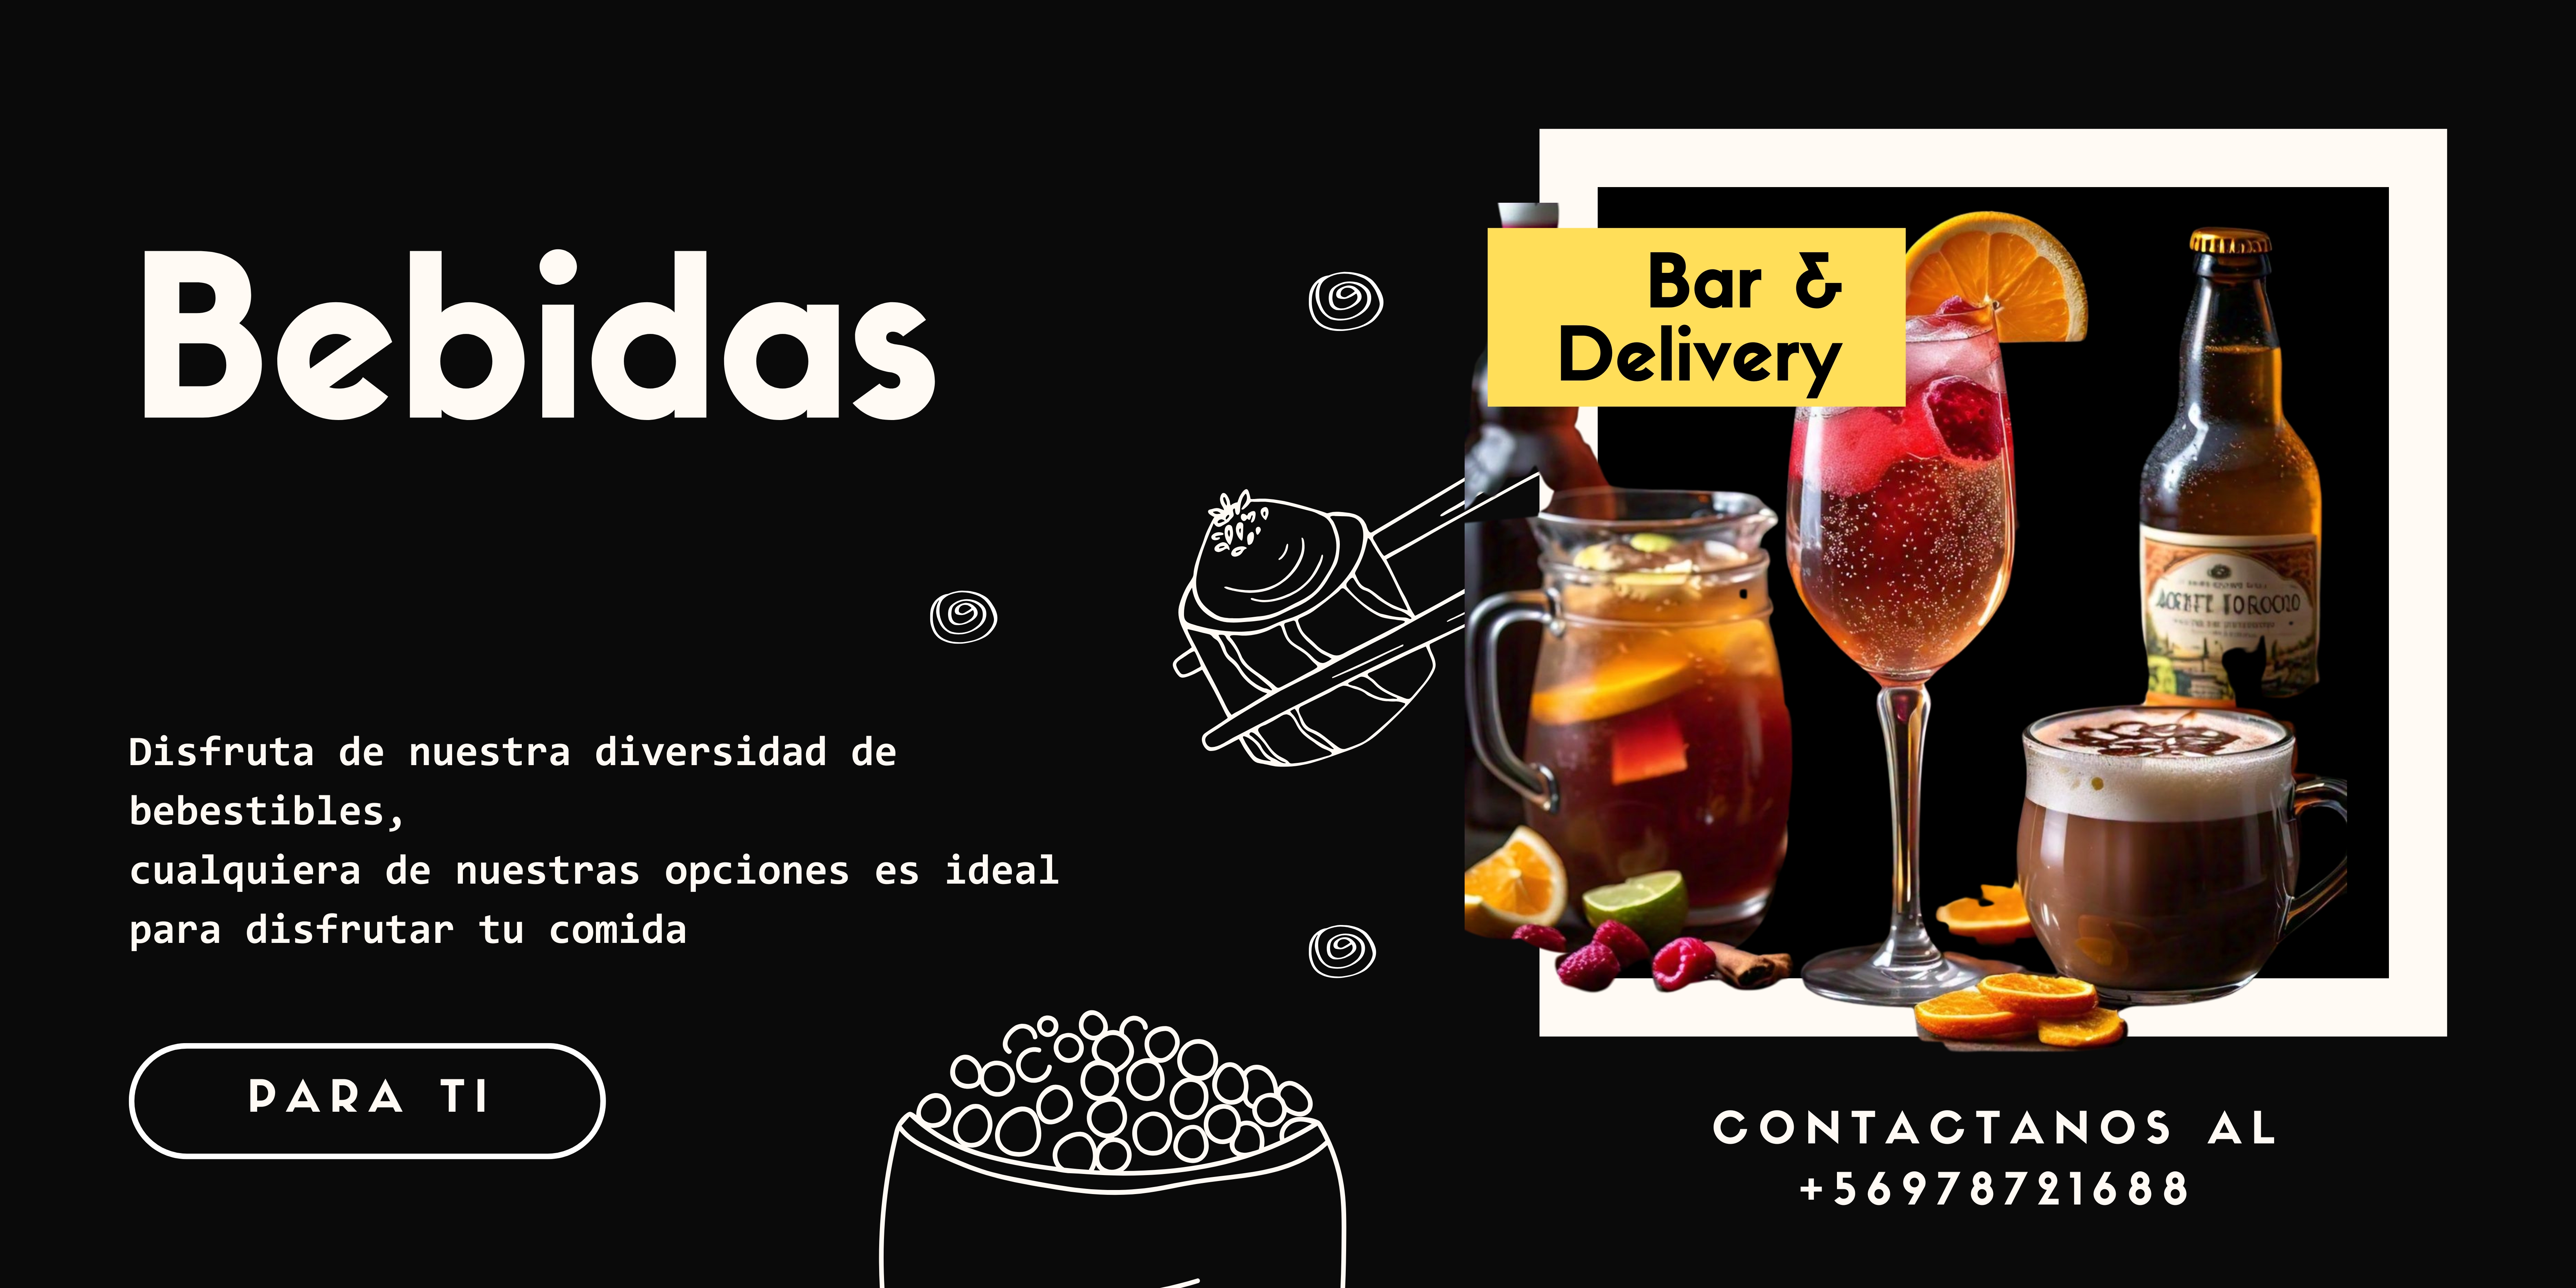 Bebidas
Bar &
Delivery
Disfruta de nuestra diversidad de
bebestibles,
cualquiera de nuestras opciones es ideal
para disfrutar tu comida
PARA TI
CONTACTANOS AL
+56978721688